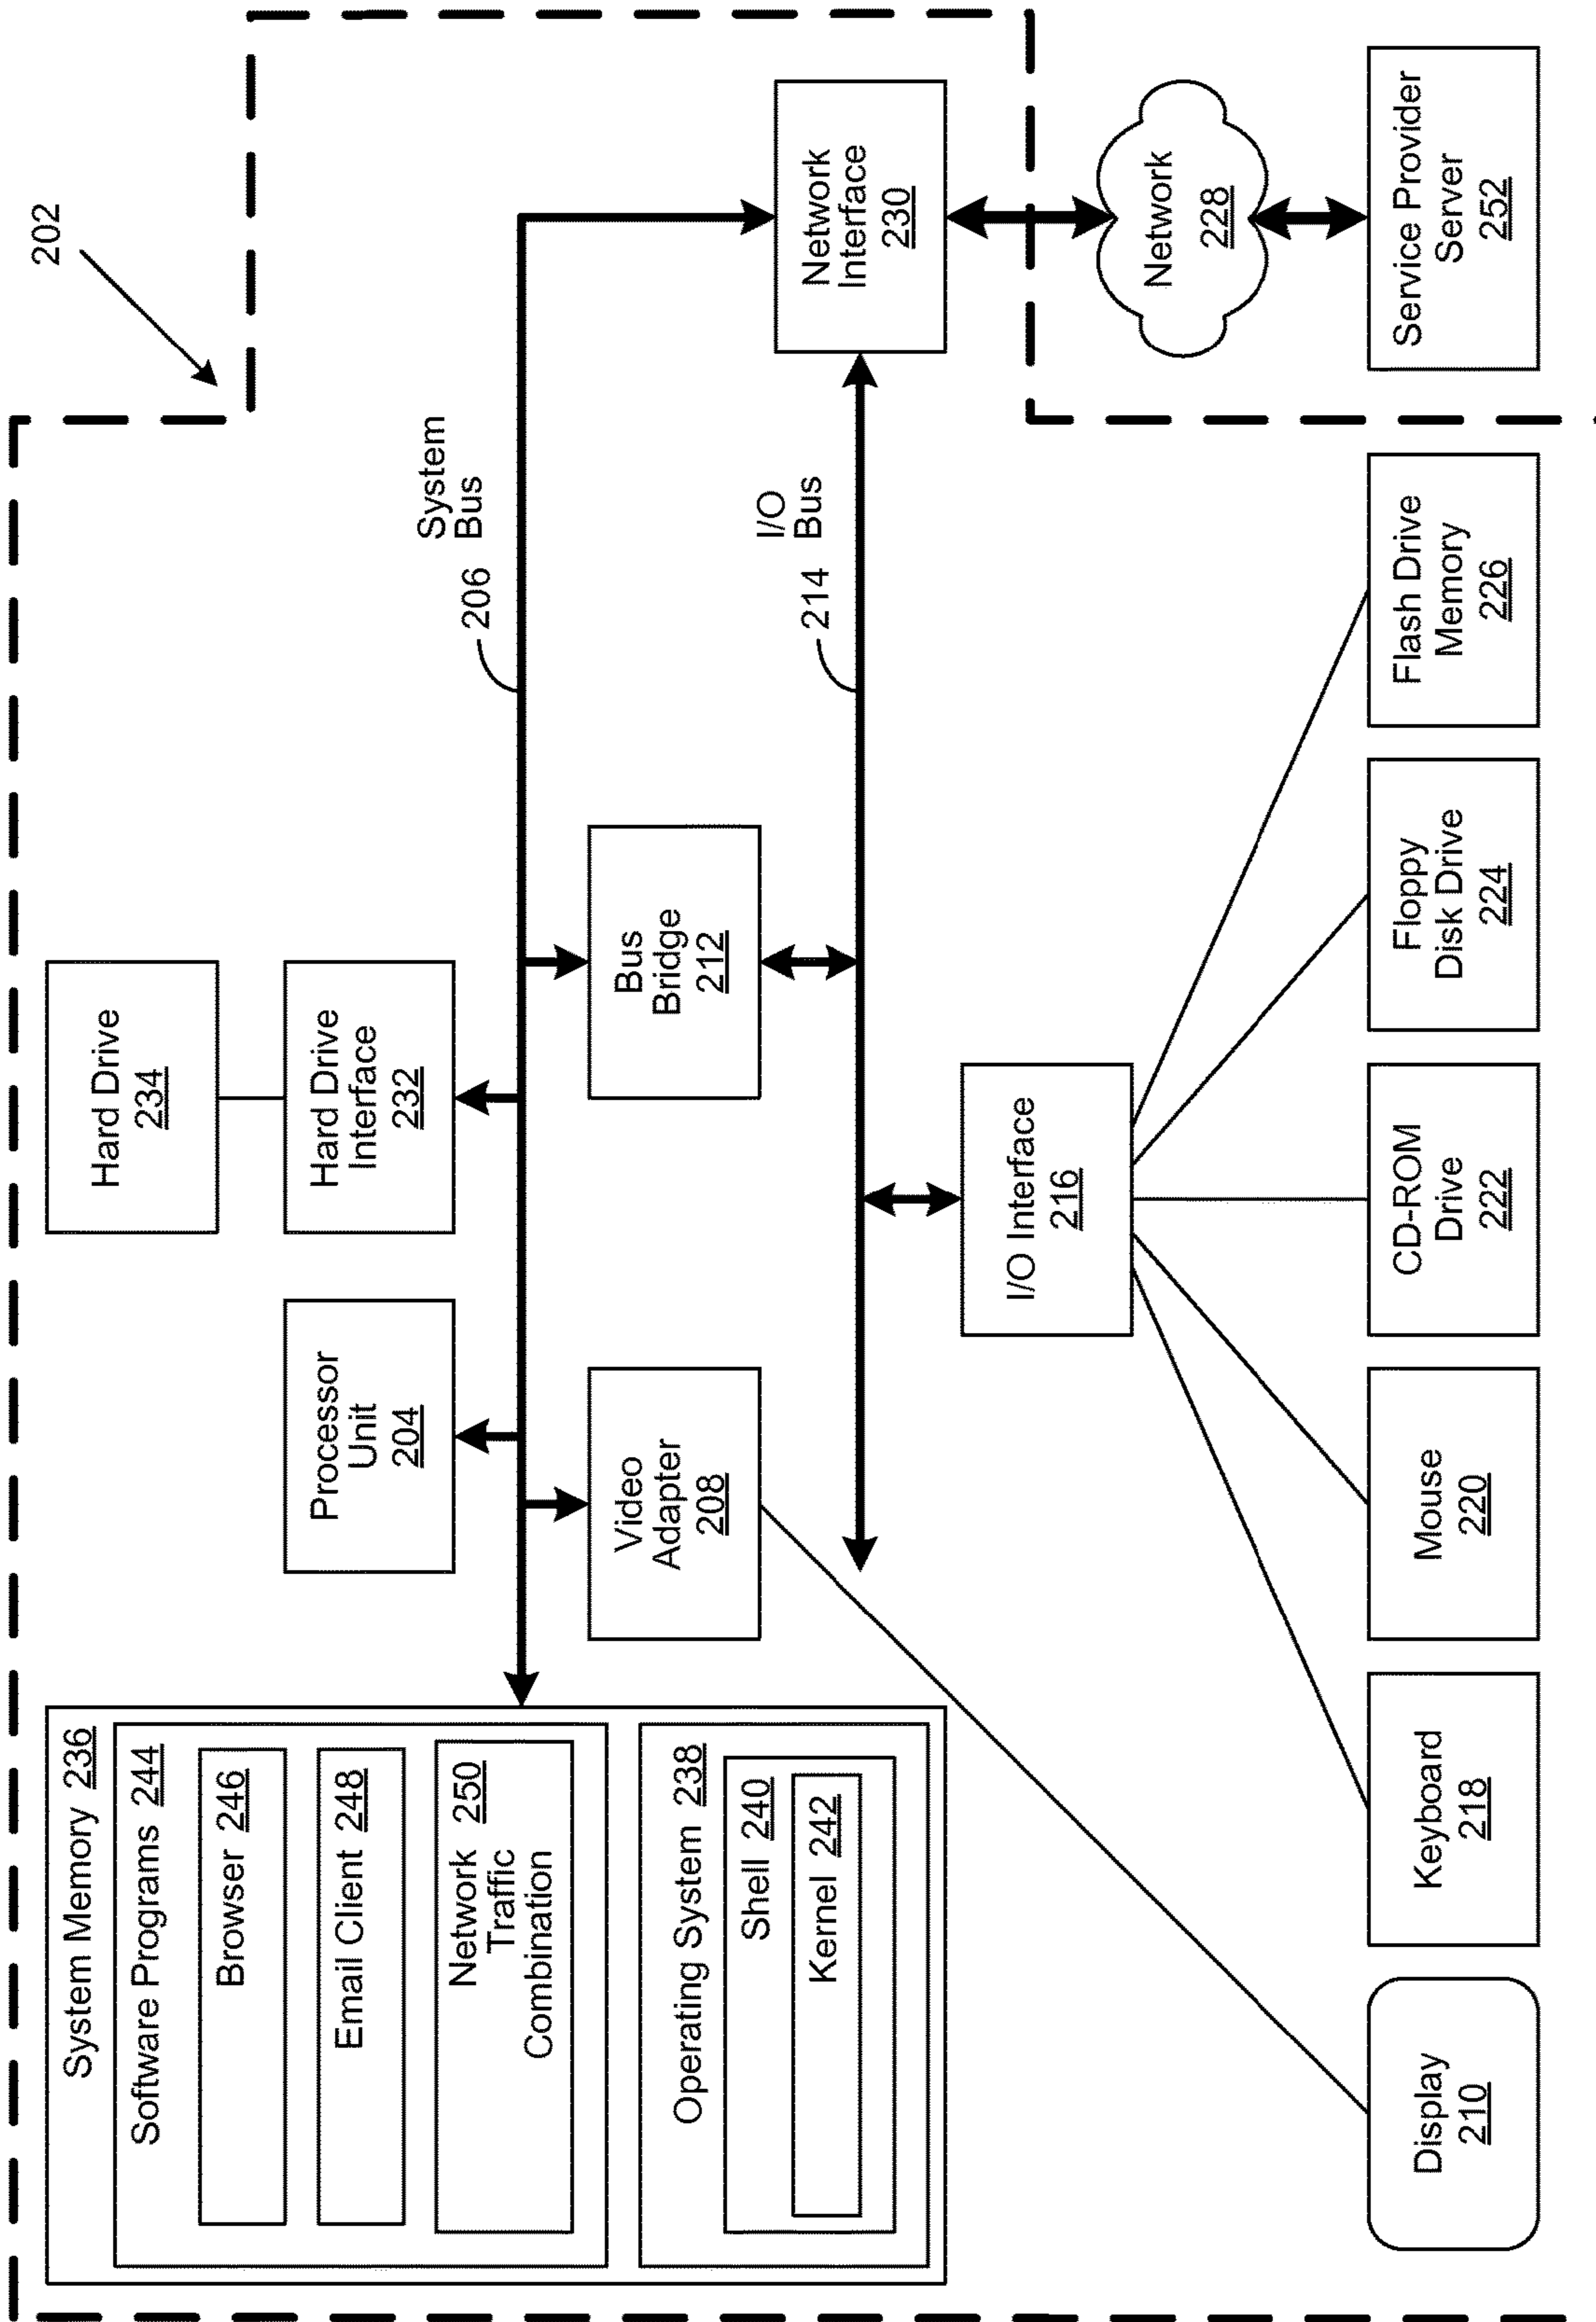 202
System Memory 236
Software Programs 244
Browser 246
Email Client 248
Network 250
Traffic
Combination
Operating System 238
Shell 240
Kernel 242
Hard Drive
234
Processor
Unit
204
Hard Drive
Interface
232
206
System
Bus
Video
Adapter
208
Bus
Bridge
212
214
I/O
Bus
Network
Interface
230
I/O Interface
216
Network
228
Display
210
Keyboard
218
Mouse
220
CD-ROM
Drive
222
Floppy
Disk Drive
224
Flash Drive
Memory
226
Service Provider
Server
252